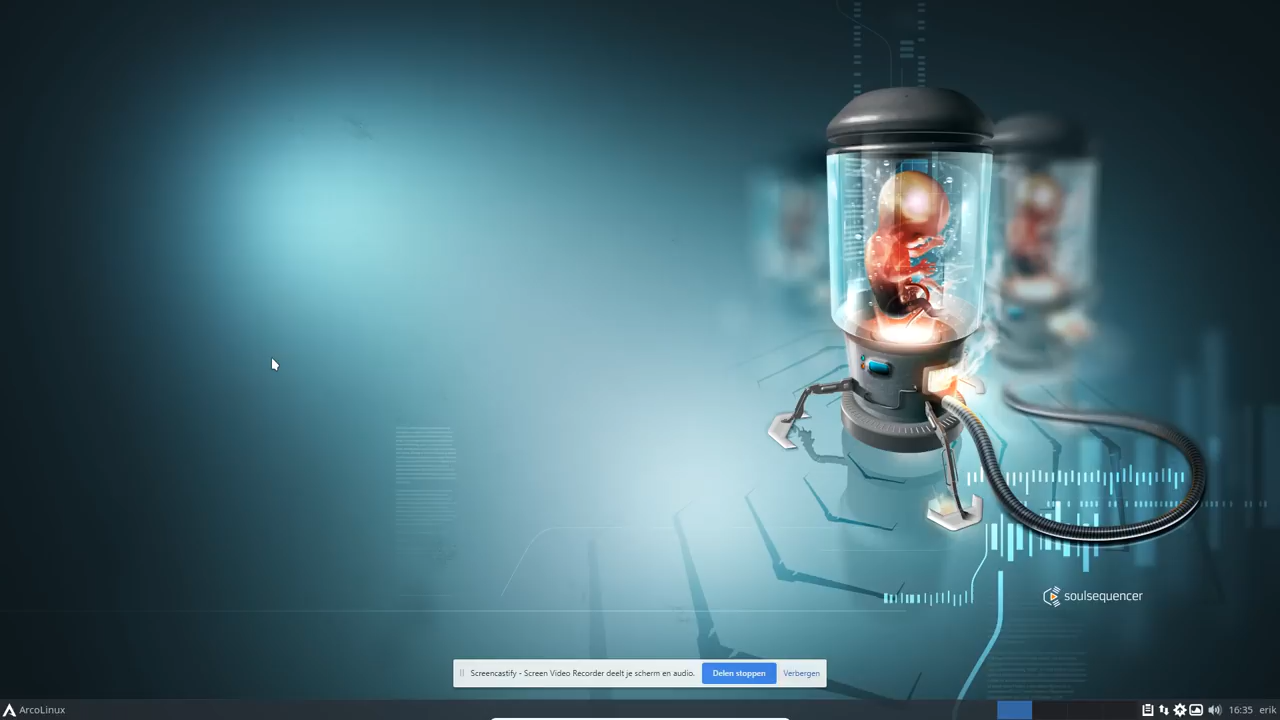 soulsequencer
Screencastify - Screen Video Recorder deelt je scherm en audio. Delen stoppen Verbergen
ArcoLinux 16:35 erik